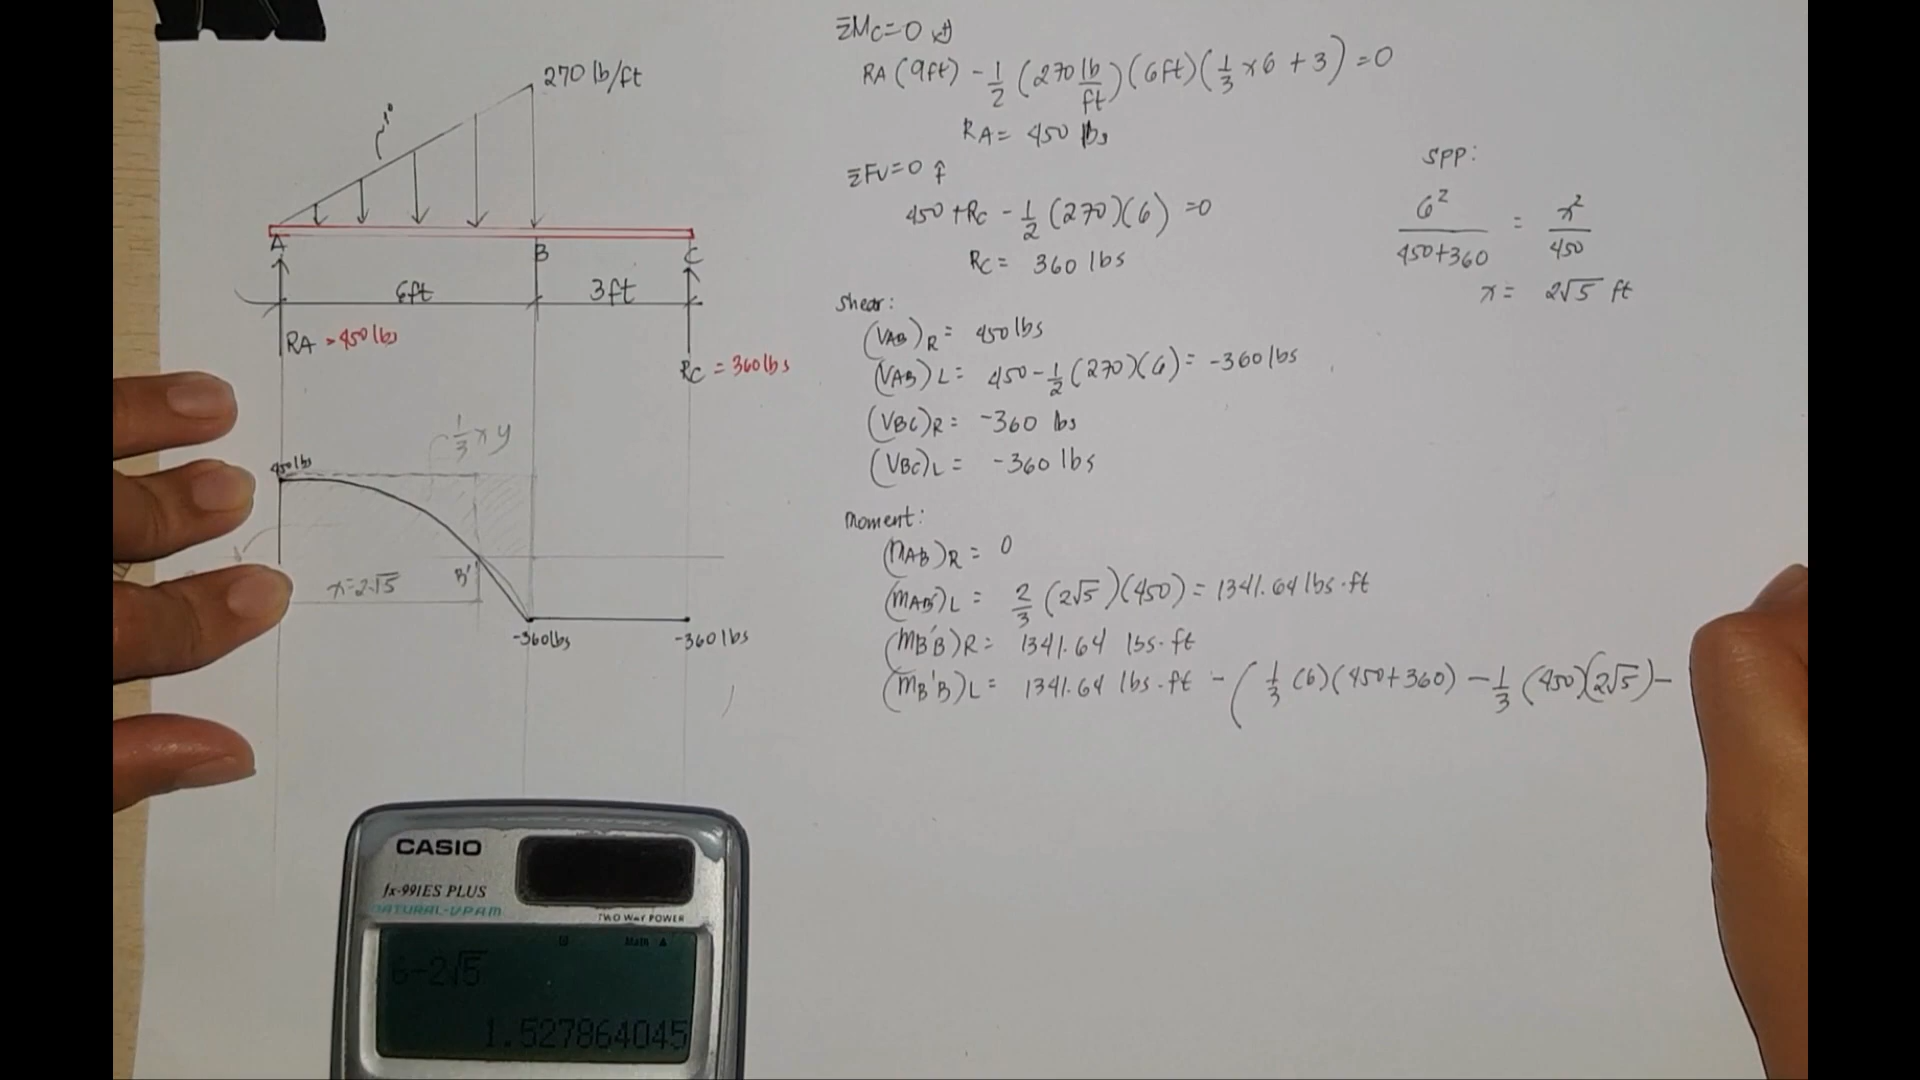 270 lb/ft
1°
A
B
C
6ft
3ft
RA = 450 lbs
RC = 360 lbs
1/3 xy
450 lbs
x=2√5
B'
-360lbs
-360 lbs
ΣMC=0
RA (9ft) - 1/2 (270 lb/ft)(6ft)(1/3 x6 + 3) =0
RA= 450 lbs
ΣFV=0 ↑
450 +RC - 1/2 (270)(6) =0
RC= 360 lbs
Shear:
(VAB)R = 450 lbs
(VAB)L = 450-1/2 (270)(6) = -360 lbs
(VBC)R = -360 lbs
(VBC)L = -360 lbs
Moment:
(MAB)R = 0
(MAB')L = 2/3 (2√5)(450) = 1341.64 lbs·ft
(MB'B)R = 1341.64 lbs·ft
(MB'B)L = 1341.64 lbs·ft - (1/3 (6)(450+360) - 1/3 (450)(2√5) -
SPP:
6²/450+360 = x²/450
x = 2√5 ft
CASIO
fx-991ES PLUS
NATURAL-V.P.A.M.
TWO WAY POWER
D Math ▲
6-2√5
1.527864045